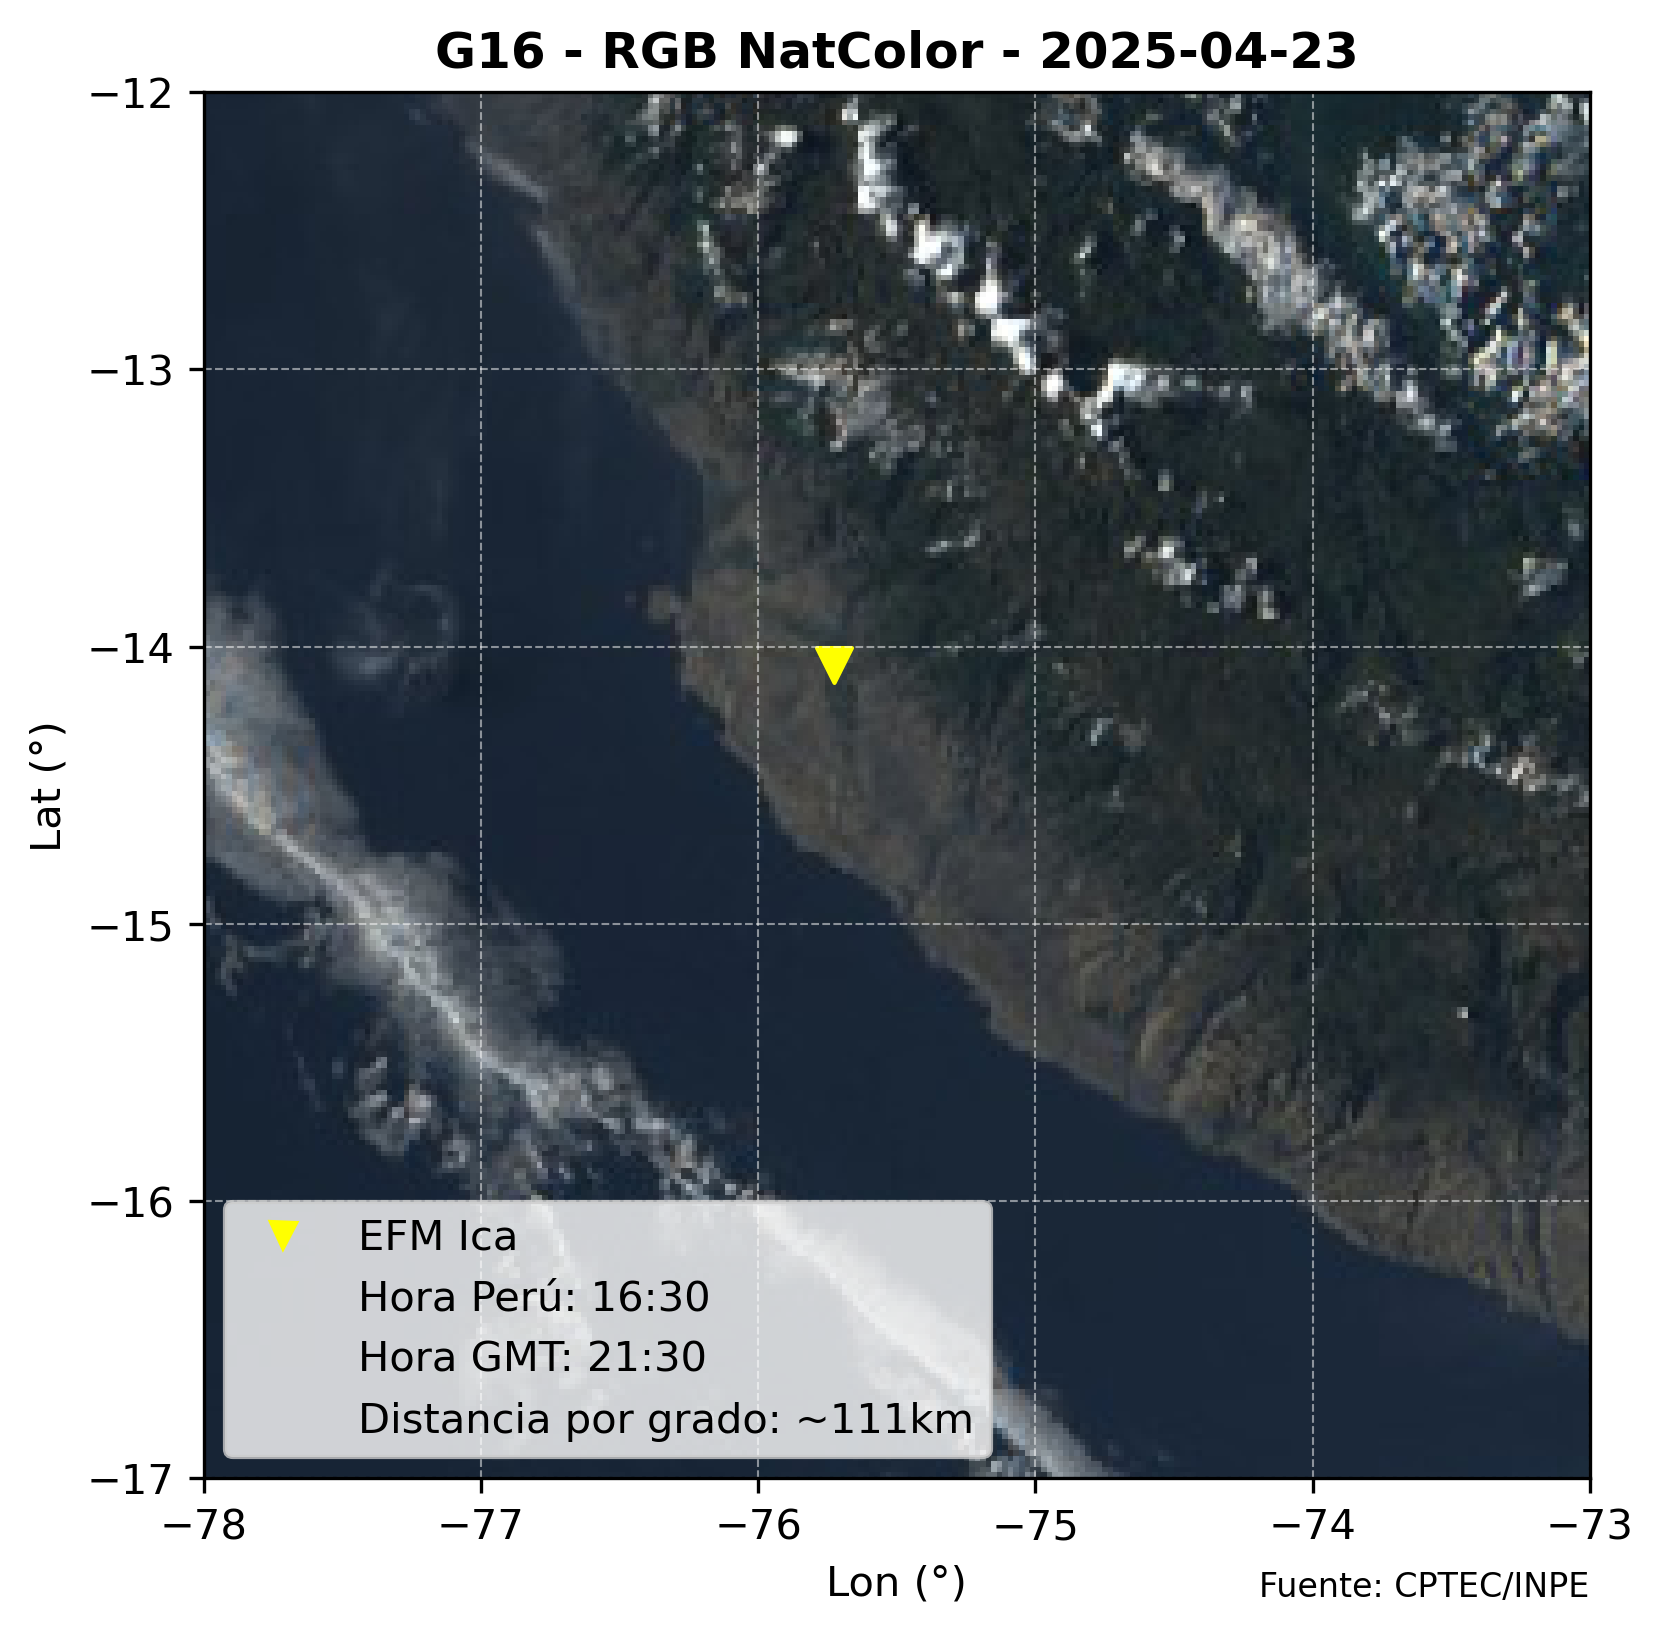 G16 - RGB NatColor - 2025-04-23
−12
−13
−14
−15
−16
−17
Lat (°)
EFM Ica
Hora Perú: 16:30
Hora GMT: 21:30
Distancia por grado: ~111km
−78 −77 −76 −75 −74 −73
Lon (°)
Fuente: CPTEC/INPE